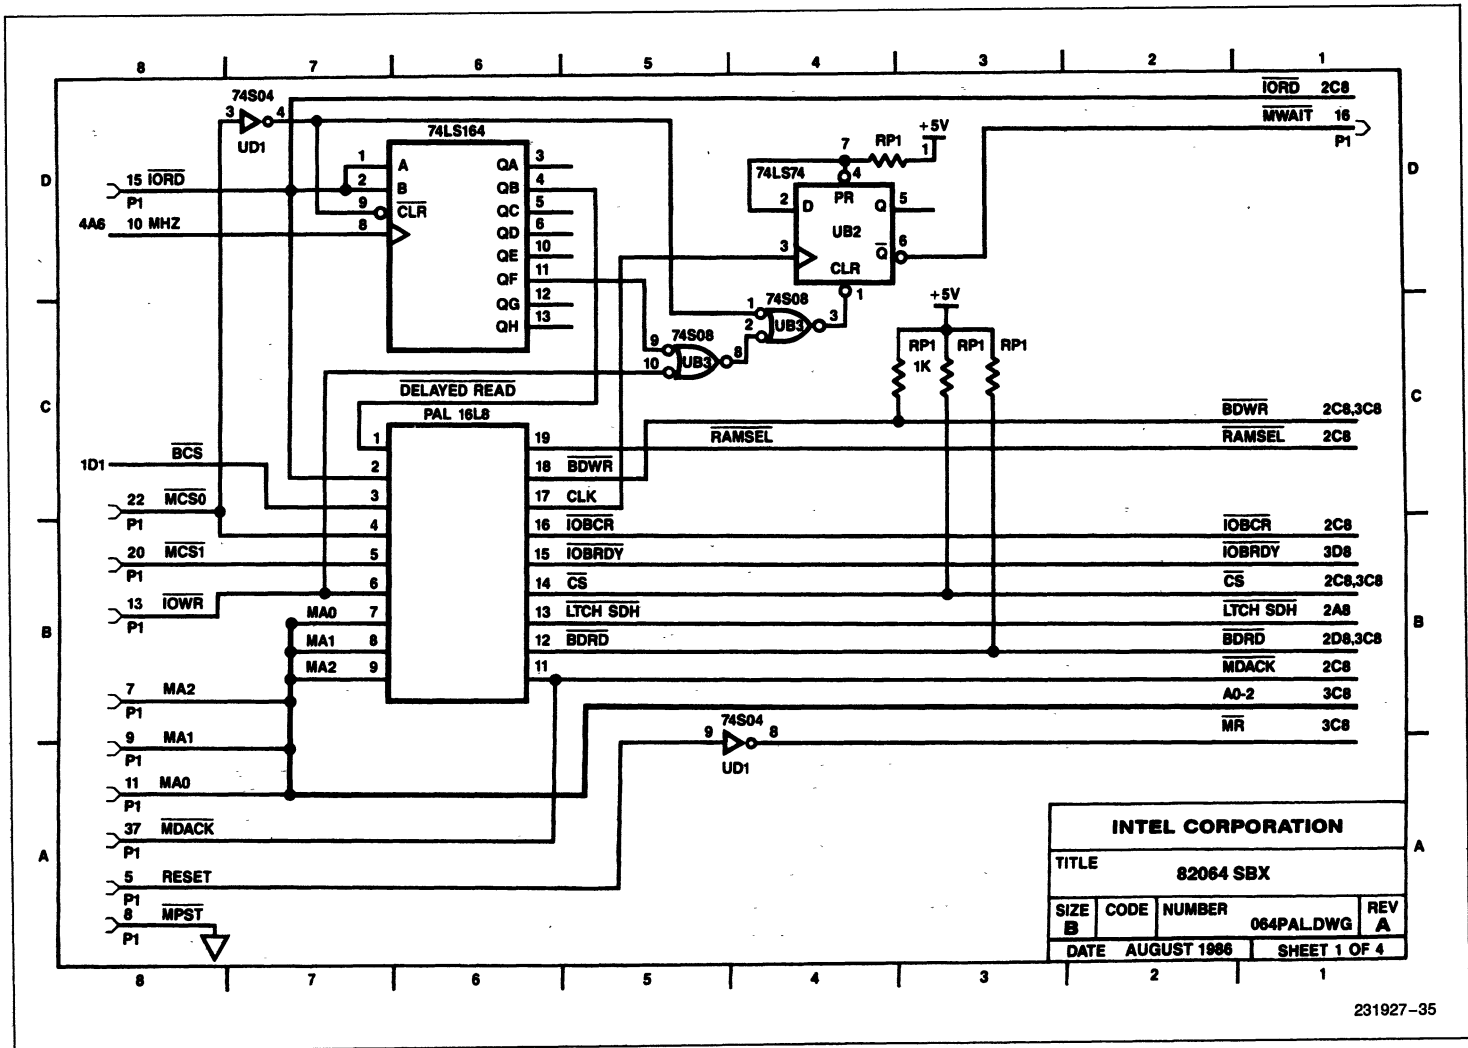 8 7 6 5 4 3 2 1
IORD 2C8
74S04
3 4
UD1
MWAIT 16
P1
74LS164
+5V
7 RP1 1
D D
1 A QA 3
15 IORD 2 B QB 4
P1
9 CLR QC 5
4A6 10 MHZ 8 QD 6
QE 10
QF 11
QG 12
QH 13
74LS74
4
2 D PR Q 5
UB2
3 Q 6
CLR
1
74S08
1
2 UB3 3
74S08
9
10 UB3 8
+5V
RP1 RP1 RP1
1K
DELAYED READ
C C
PAL 16L8
BDWR 2C8,3C8
1 19 RAMSEL RAMSEL 2C8
1D1 BCS
2 18 BDWR
22 MCS0 3 17 CLK
P1
4 16 IOBCR IOBCR 2C8
20 MCS1 5 15 IOBRDY IOBRDY 3D8
P1
6 14 CS CS 2C8,3C8
13 IOWR
P1
MA0 7 13 LTCH SDH LTCH SDH 2A8
B B
MA1 8 12 BDRD BDRD 2D8,3C8
MA2 9 11 MDACK 2C8
7 MA2
P1
A0-2 3C8
74S04
9 8 MR 3C8
UD1
9 MA1
P1
11 MA0
P1
37 MDACK
P1
A A
5 RESET
P1
8 MPST
P1
INTEL CORPORATION
TITLE
82064 SBX
SIZE CODE NUMBER REV
B 064PAL.DWG A
DATE AUGUST 1986 SHEET 1 OF 4
8 7 6 5 4 3 2 1
231927-35